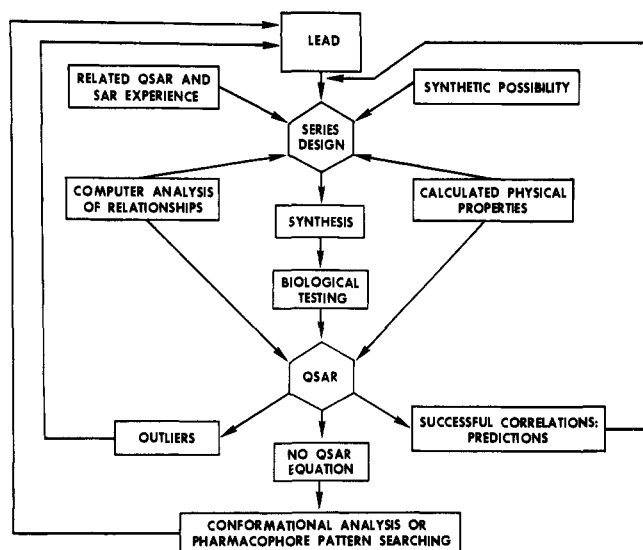 LEAD
RELATED QSAR AND
SAR EXPERIENCE
SYNTHETIC POSSIBILITY
SERIES
DESIGN
COMPUTER ANALYSIS
OF RELATIONSHIPS
CALCULATED PHYSICAL
PROPERTIES
SYNTHESIS
BIOLOGICAL
TESTING
QSAR
OUTLIERS
SUCCESSFUL CORRELATIONS:
PREDICTIONS
NO QSAR
EQUATION
CONFORMATIONAL ANALYSIS OR
PHARMACOPHORE PATTERN SEARCHING